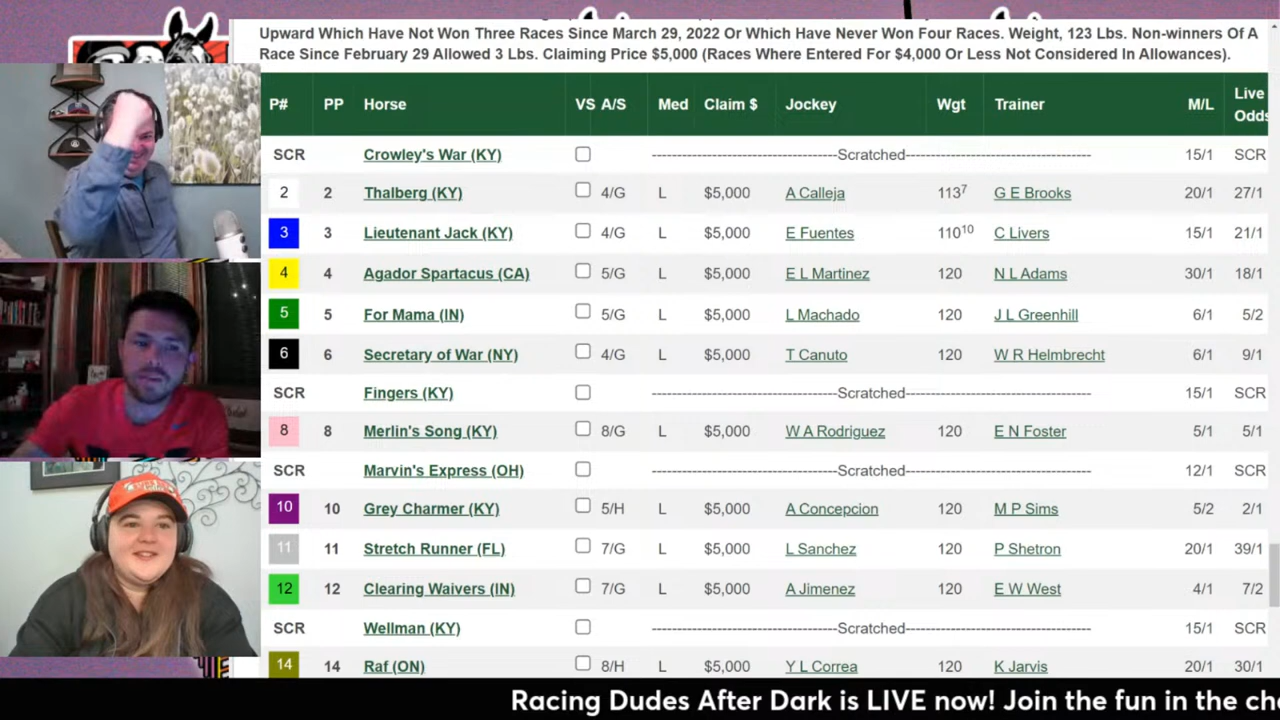 Upward Which Have Not Won Three Races Since March 29, 2022 Or Which Have Never Won Four Races. Weight, 123 Lbs. Non-winners Of A
Race Since February 29 Allowed 3 Lbs. Claiming Price $5,000 (Races Where Entered For $4,000 Or Less Not Considered In Allowances).
P# PP Horse VS A/S Med Claim $ Jockey Wgt Trainer M/L Live Odds
SCR Crowley's War (KY) ------Scratched------ 15/1 SCR
2 2 Thalberg (KY) 4/G L $5,000 A Calleja 113⁷ G E Brooks 20/1 27/1
3 3 Lieutenant Jack (KY) 4/G L $5,000 E Fuentes 110¹⁰ C Livers 15/1 21/1
4 4 Agador Spartacus (CA) 5/G L $5,000 E L Martinez 120 N L Adams 30/1 18/1
5 5 For Mama (IN) 5/G L $5,000 L Machado 120 J L Greenhill 6/1 5/2
6 6 Secretary of War (NY) 4/G L $5,000 T Canuto 120 W R Helmbrecht 6/1 9/1
SCR Fingers (KY) ------Scratched------ 15/1 SCR
8 8 Merlin's Song (KY) 8/G L $5,000 W A Rodriguez 120 E N Foster 5/1 5/1
SCR Marvin's Express (OH) ------Scratched------ 12/1 SCR
10 10 Grey Charmer (KY) 5/H L $5,000 A Concepcion 120 M P Sims 5/2 2/1
11 11 Stretch Runner (FL) 7/G L $5,000 L Sanchez 120 P Shetron 20/1 39/1
12 12 Clearing Waivers (IN) 7/G L $5,000 A Jimenez 120 E W West 4/1 7/2
SCR Wellman (KY) ------Scratched------ 15/1 SCR
14 14 Raf (ON) 8/H L $5,000 Y L Correa 120 K Jarvis 20/1 30/1
Racing Dudes After Dark is LIVE now! Join the fun in the ch